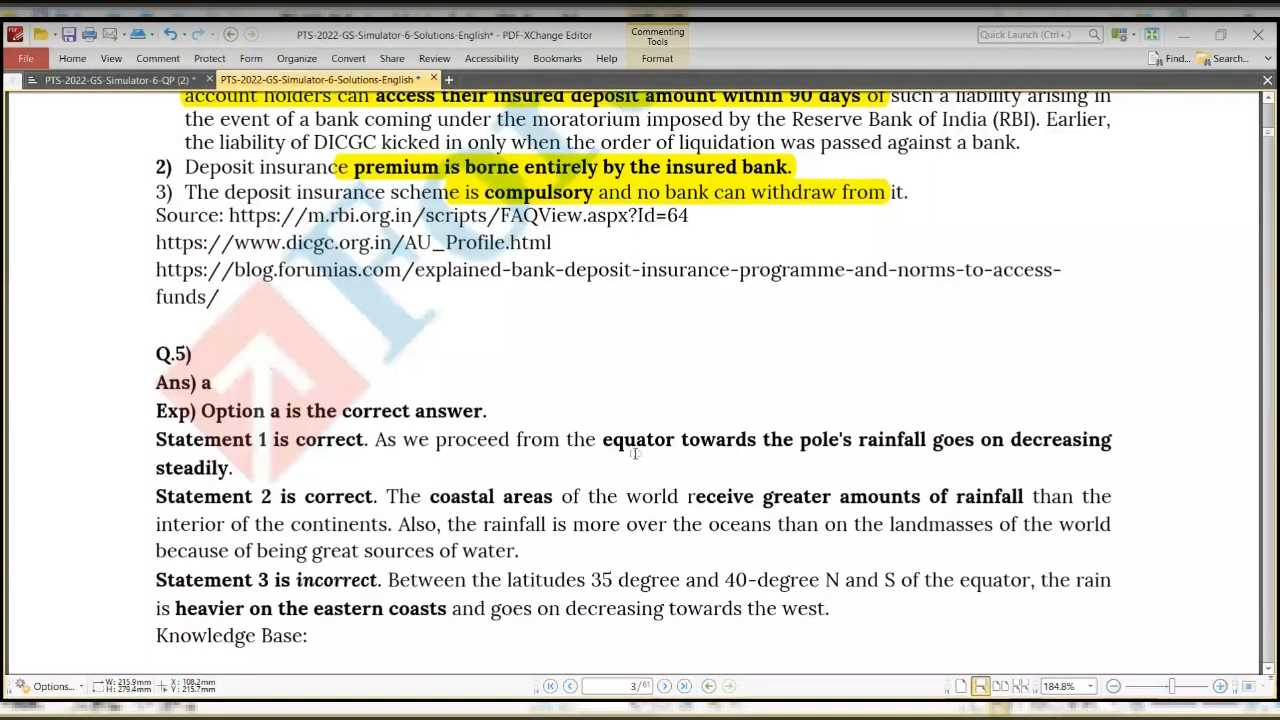 PTS-2022-GS-Simulator-6-Solutions-English* - PDF-XChange Editor
Commenting Tools
Quick Launch (Ctrl+.)
File Home View Comment Protect Form Organize Convert Share Review Accessibility Bookmarks Help Format Find... Search...
PTS-2022-GS-Simulator-6-QP (2) * PTS-2022-GS-Simulator-6-Solutions-English *
account holders can access their insured deposit amount within 90 days of such a liability arising in
the event of a bank coming under the moratorium imposed by the Reserve Bank of India (RBI). Earlier,
the liability of DICGC kicked in only when the order of liquidation was passed against a bank.
2) Deposit insurance premium is borne entirely by the insured bank.
3) The deposit insurance scheme is compulsory and no bank can withdraw from it.
Source: https://m.rbi.org.in/scripts/FAQView.aspx?Id=64
https://www.dicgc.org.in/AU_Profile.html
https://blog.forumias.com/explained-bank-deposit-insurance-programme-and-norms-to-access-
funds/
Q.5)
Ans) a
Exp) Option a is the correct answer.
Statement 1 is correct. As we proceed from the equator towards the pole's rainfall goes on decreasing
steadily.
Statement 2 is correct. The coastal areas of the world receive greater amounts of rainfall than the
interior of the continents. Also, the rainfall is more over the oceans than on the landmasses of the world
because of being great sources of water.
Statement 3 is incorrect. Between the latitudes 35 degree and 40-degree N and S of the equator, the rain
is heavier on the eastern coasts and goes on decreasing towards the west.
Knowledge Base:
Options... W: 215.9mm H: 279.4mm X: 108.2mm Y: 215.7mm 3/61 184.8%